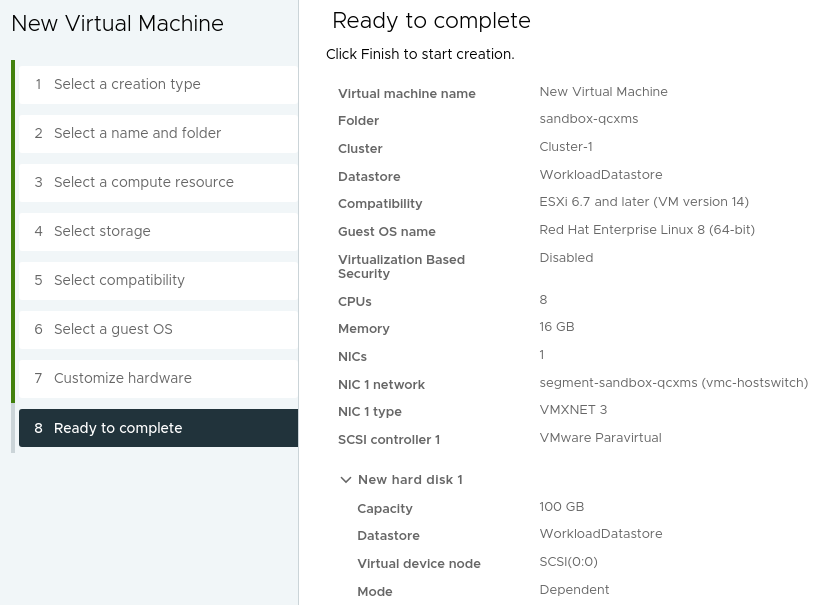 New Virtual Machine
1 Select a creation type
2 Select a name and folder
3 Select a compute resource
4 Select storage
5 Select compatibility
6 Select a guest OS
7 Customize hardware
8 Ready to complete
Ready to complete
Click Finish to start creation.
Virtual machine name New Virtual Machine
Folder sandbox-qcxms
Cluster Cluster-1
Datastore WorkloadDatastore
Compatibility ESXi 6.7 and later (VM version 14)
Guest OS name Red Hat Enterprise Linux 8 (64-bit)
Virtualization Based Disabled
Security
CPUs 8
Memory 16 GB
NICs 1
NIC 1 network segment-sandbox-qcxms (vmc-hostswitch)
NIC 1 type VMXNET 3
SCSI controller 1 VMware Paravirtual
New hard disk 1
Capacity 100 GB
Datastore WorkloadDatastore
Virtual device node SCSI(0:0)
Mode Dependent